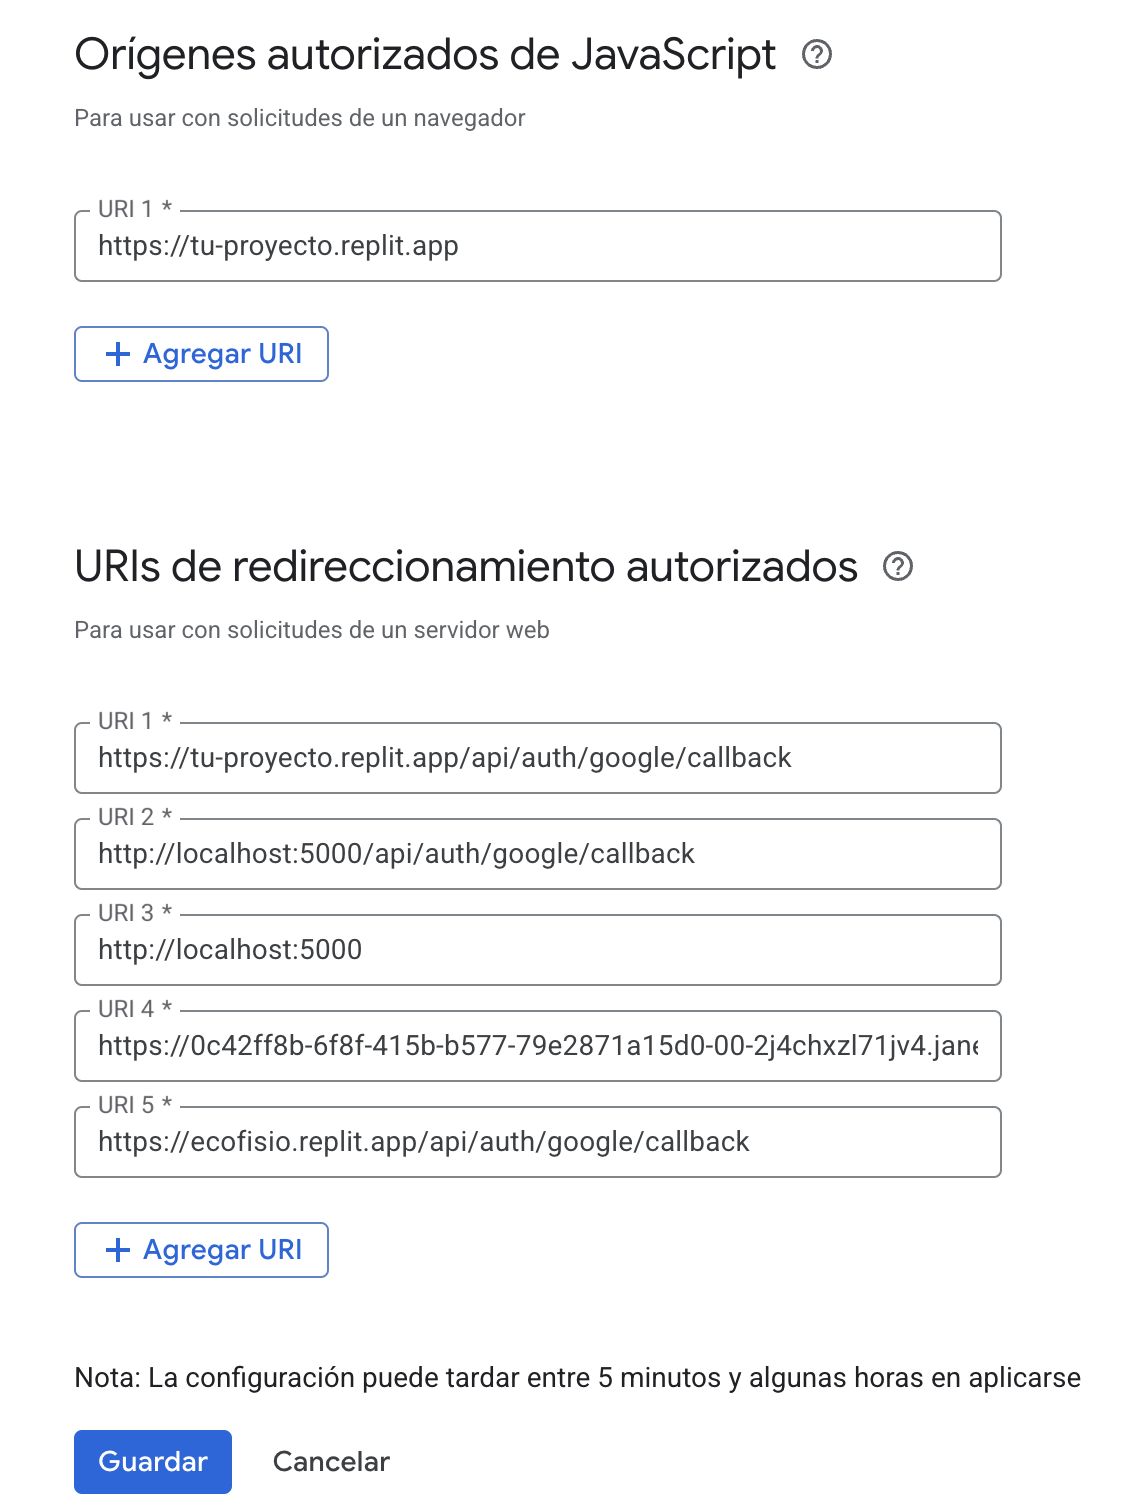 Orígenes autorizados de JavaScript
Para usar con solicitudes de un navegador
URI 1 *
https://tu-proyecto.replit.app
Agregar URI
URIs de redireccionamiento autorizados
Para usar con solicitudes de un servidor web
URI 1 *
https://tu-proyecto.replit.app/api/auth/google/callback
URI 2 *
http://localhost:5000/api/auth/google/callback
URI 3 *
http://localhost:5000
URI 4 *
https://0c42ff8b-6f8f-415b-b577-79e2871a15d0-00-2j4chxzl71jv4.jane
URI 5 *
https://ecofisio.replit.app/api/auth/google/callback
Agregar URI
Nota: La configuración puede tardar entre 5 minutos y algunas horas en aplicarse
Guardar Cancelar